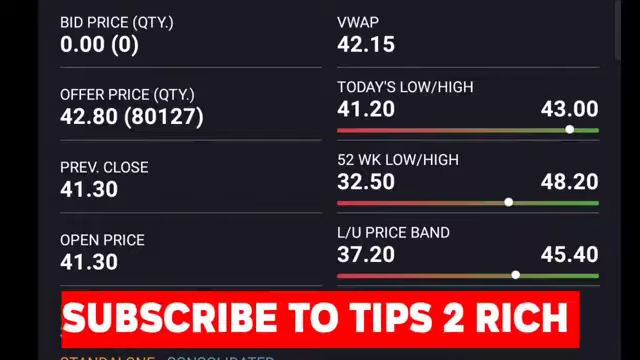 BID PRICE (QTY.)
0.00 (0)
OFFER PRICE (QTY.)
42.80 (80127)
PREV. CLOSE
41.30
OPEN PRICE
41.30
VWAP
42.15
TODAY'S LOW/HIGH
41.20 43.00
52 WK LOW/HIGH
32.50 48.20
L/U PRICE BAND
37.20 45.40
SUBSCRIBE TO TIPS 2 RICH
STANDALONE CONSOLIDATED